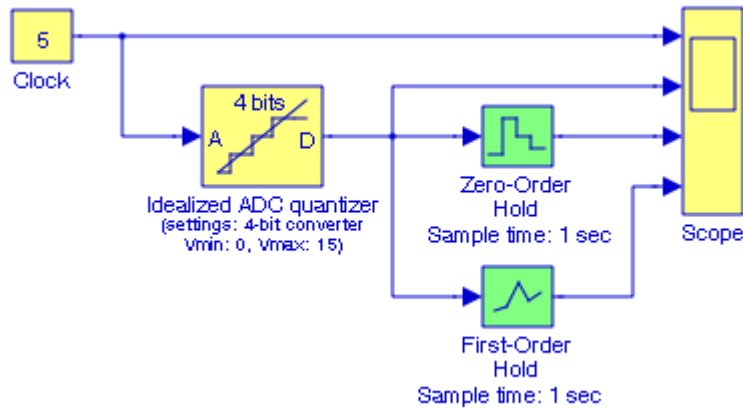 5
Clock
4 bits
A
D
Idealized ADC quantizer
(settings: 4-bit converter
Vmin: 0, Vmax: 15)
Zero-Order
Hold
Sample time: 1 sec
Scope
First-Order
Hold
Sample time: 1 sec